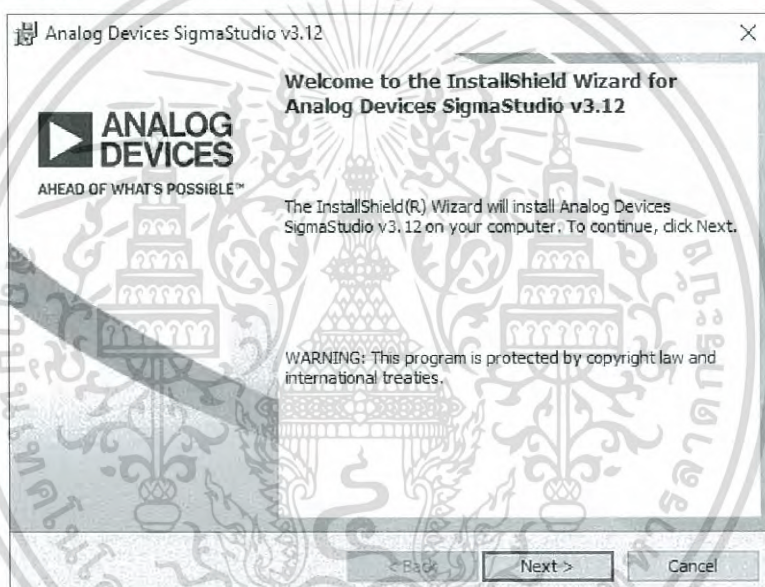 Analog Devices SigmaStudio v3.12
ANALOG
DEVICES
AHEAD OF WHAT'S POSSIBLE™
Welcome to the InstallShield Wizard for
Analog Devices SigmaStudio v3.12
The InstallShield(R) Wizard will install Analog Devices
SigmaStudio v3.12 on your computer. To continue, click Next.
WARNING: This program is protected by copyright law and
international treaties.
< Back
Next >
Cancel